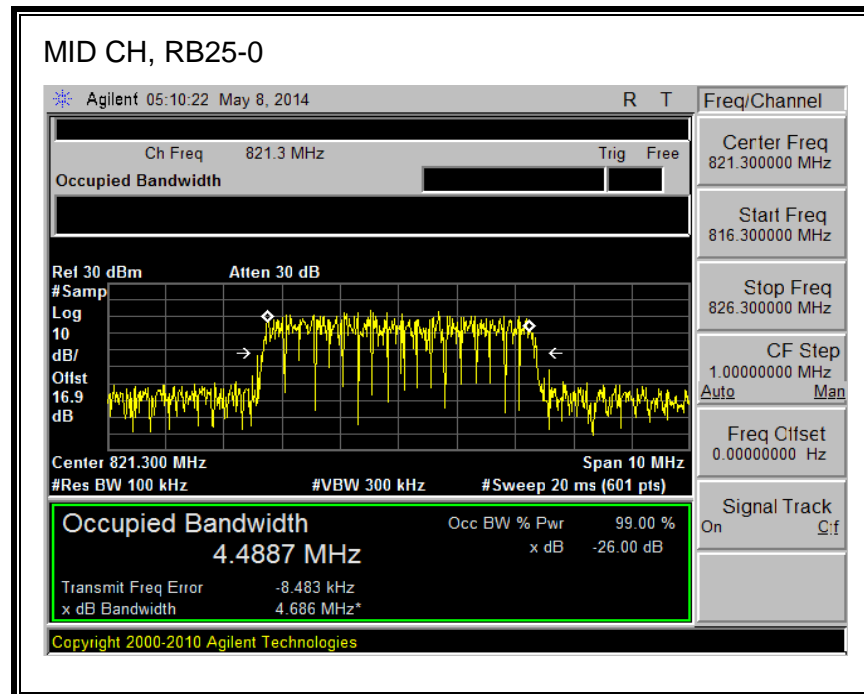 MID CH, RB25-0
Agilent 05:10:22 May 8, 2014 R T
Freq/Channel
Ch Freq 821.3 MHz Trig Free
Occupied Bandwidth
Center Freq
821.300000 MHz
Start Freq
816.300000 MHz
Stop Freq
826.300000 MHz
CF Step
1.00000000 MHz
Auto Man
Freq Offset
0.00000000 Hz
Signal Track
On Off
Ref 30 dBm Atten 30 dB
#Samp
Log
10
dB/
Offst
16.9
dB
Center 821.300 MHz Span 10 MHz
#Res BW 100 kHz #VBW 300 kHz #Sweep 20 ms (601 pts)
Occupied Bandwidth
4.4887 MHz
Occ BW % Pwr 99.00 %
x dB -26.00 dB
Transmit Freq Error -8.483 kHz
x dB Bandwidth 4.686 MHz*
Copyright 2000-2010 Agilent Technologies